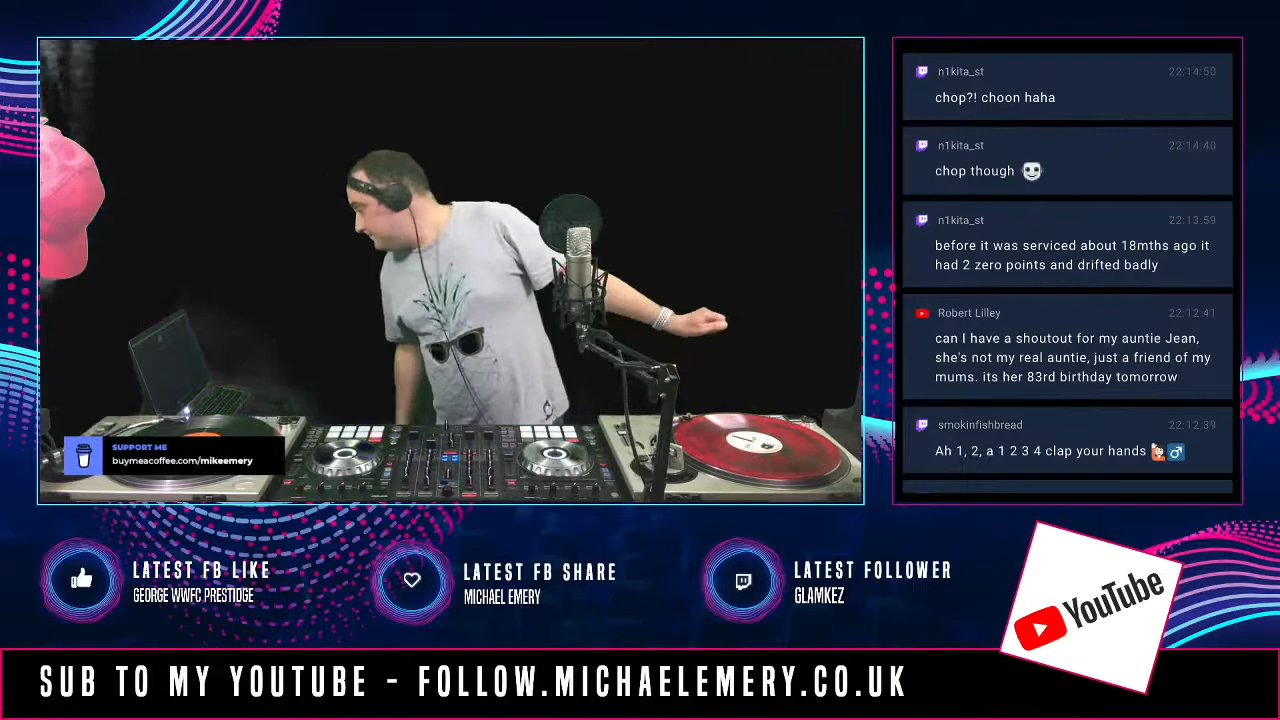 n1kita_st 22:14:50
chop?! choon haha
n1kita_st 22:14:40
chop though
n1kita_st 22:13:59
before it was serviced about 18mths ago it
had 2 zero points and drifted badly
Robert Lilley 22:12:41
can I have a shoutout for my auntie Jean,
she's not my real auntie, just a friend of my
mums. its her 83rd birthday tomorrow
smokinfishbread 22:12:39
Ah 1, 2, a 1 2 3 4 clap your hands
SUPPORT ME
buymeacoffee.com/mikeemery
LATEST FB LIKE
GEORGE WWFC PRESTIDGE
LATEST FB SHARE
MICHAEL EMERY
LATEST FOLLOWER
GLAMKEZ
YouTube
SUB TO MY YOUTUBE - FOLLOW.MICHAELEMERY.CO.UK